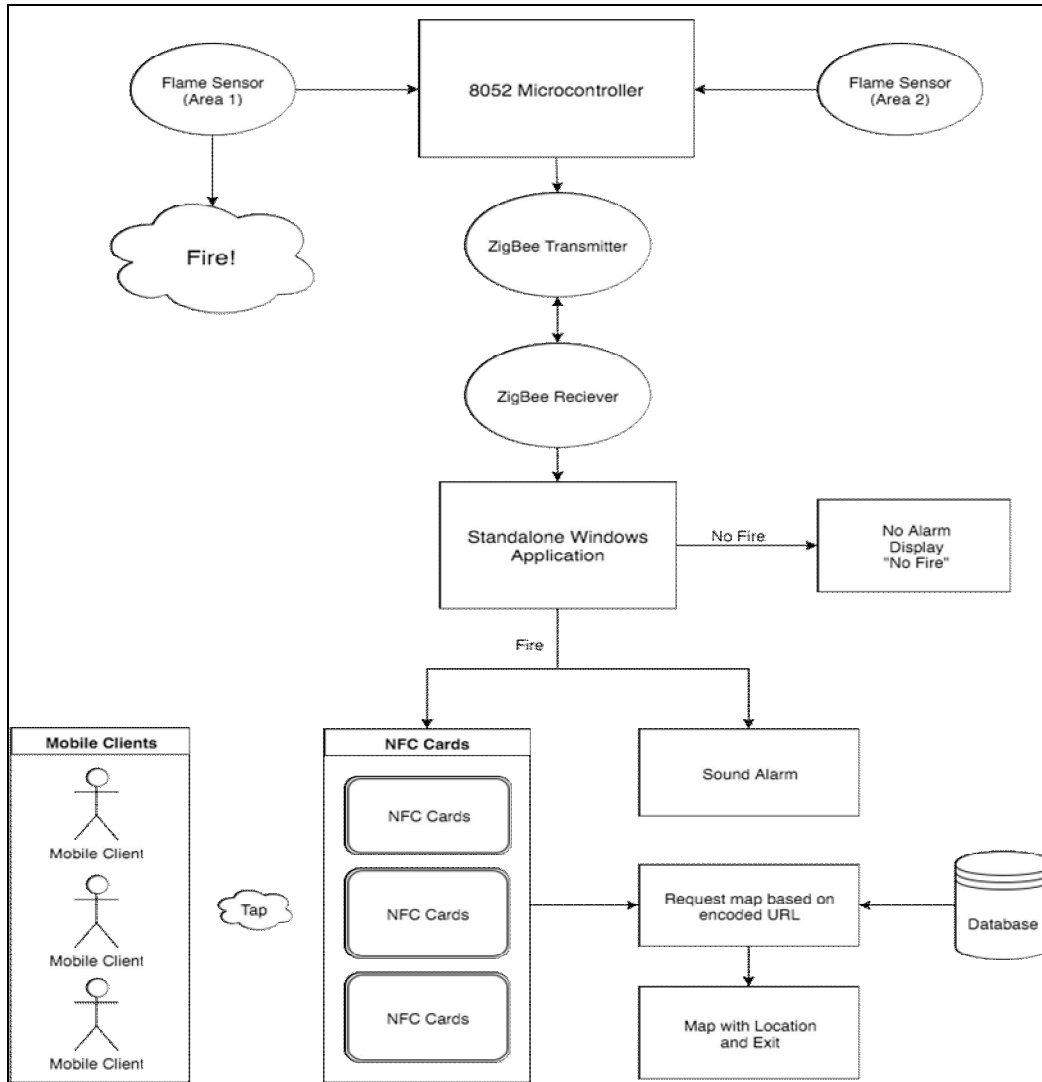 Flame Sensor
(Area 1)
8052 Microcontroller
Flame Sensor
(Area 2)
Fire!
ZigBee Transmitter
ZigBee Reciever
Standalone Windows
Application
No Fire
No Alarm
Display
"No Fire"
Fire
Mobile Clients
Mobile Client
Mobile Client
Mobile Client
Tap
NFC Cards
NFC Cards
NFC Cards
NFC Cards
Sound Alarm
Request map based on
encoded URL
Database
Map with Location
and Exit